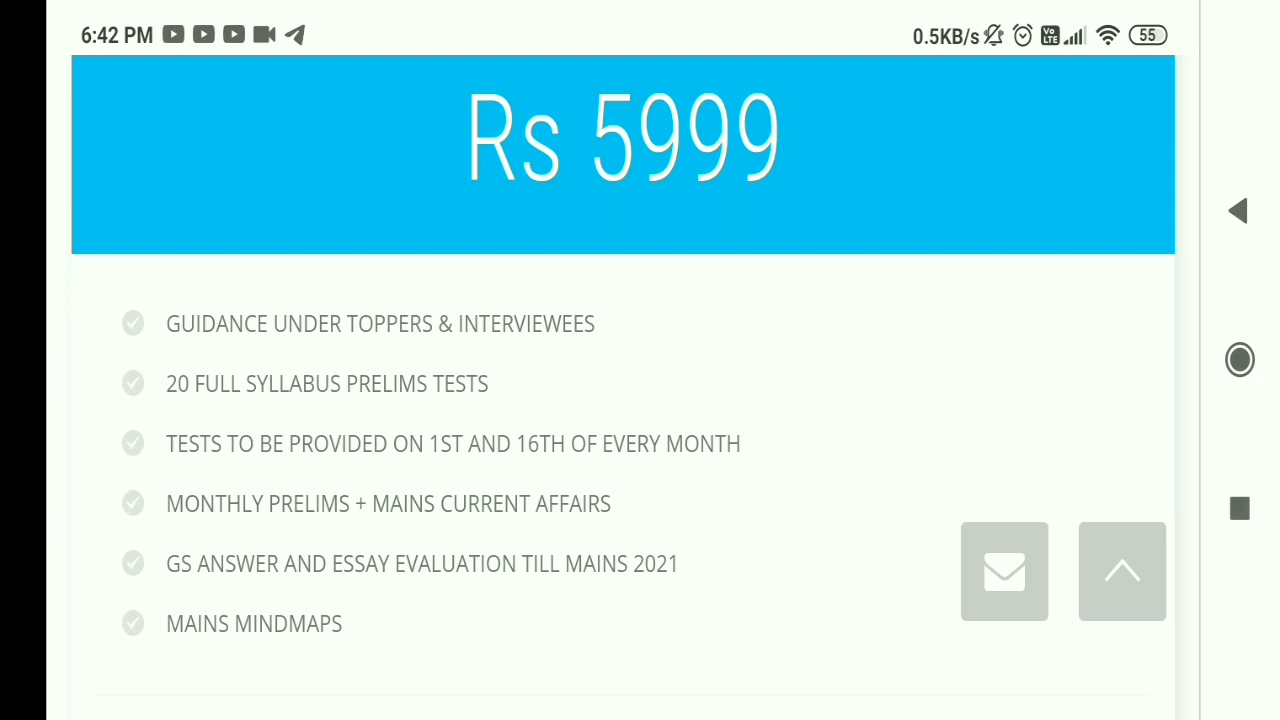 6:42 PM
0.5KB/s
Vo LTE
55
Rs 5999
GUIDANCE UNDER TOPPERS & INTERVIEWEES
20 FULL SYLLABUS PRELIMS TESTS
TESTS TO BE PROVIDED ON 1ST AND 16TH OF EVERY MONTH
MONTHLY PRELIMS + MAINS CURRENT AFFAIRS
GS ANSWER AND ESSAY EVALUATION TILL MAINS 2021
MAINS MINDMAPS